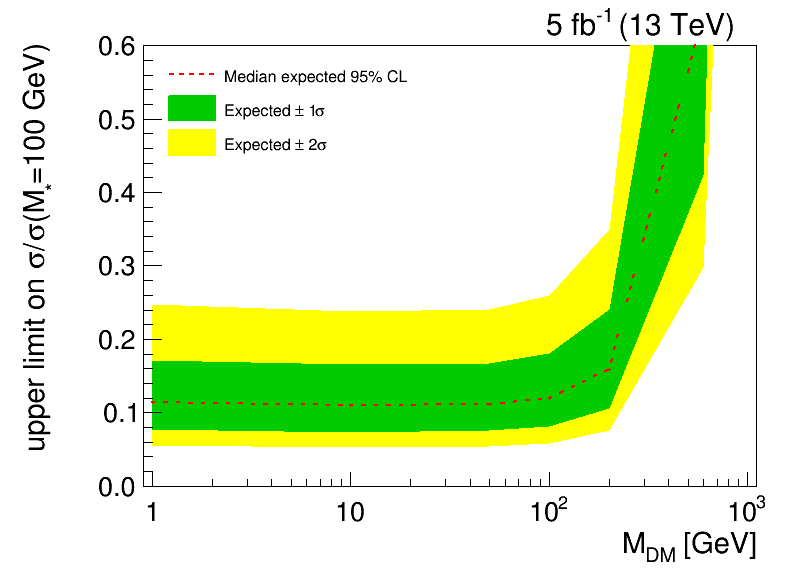 5 fb⁻¹ (13 TeV)
upper limit on σ/σ(M_*=100 GeV)
0.6
0.5
0.4
0.3
0.2
0.1
0.0
Median expected 95% CL
Expected ± 1σ
Expected ± 2σ
1 10 10² 10³
M_DM [GeV]